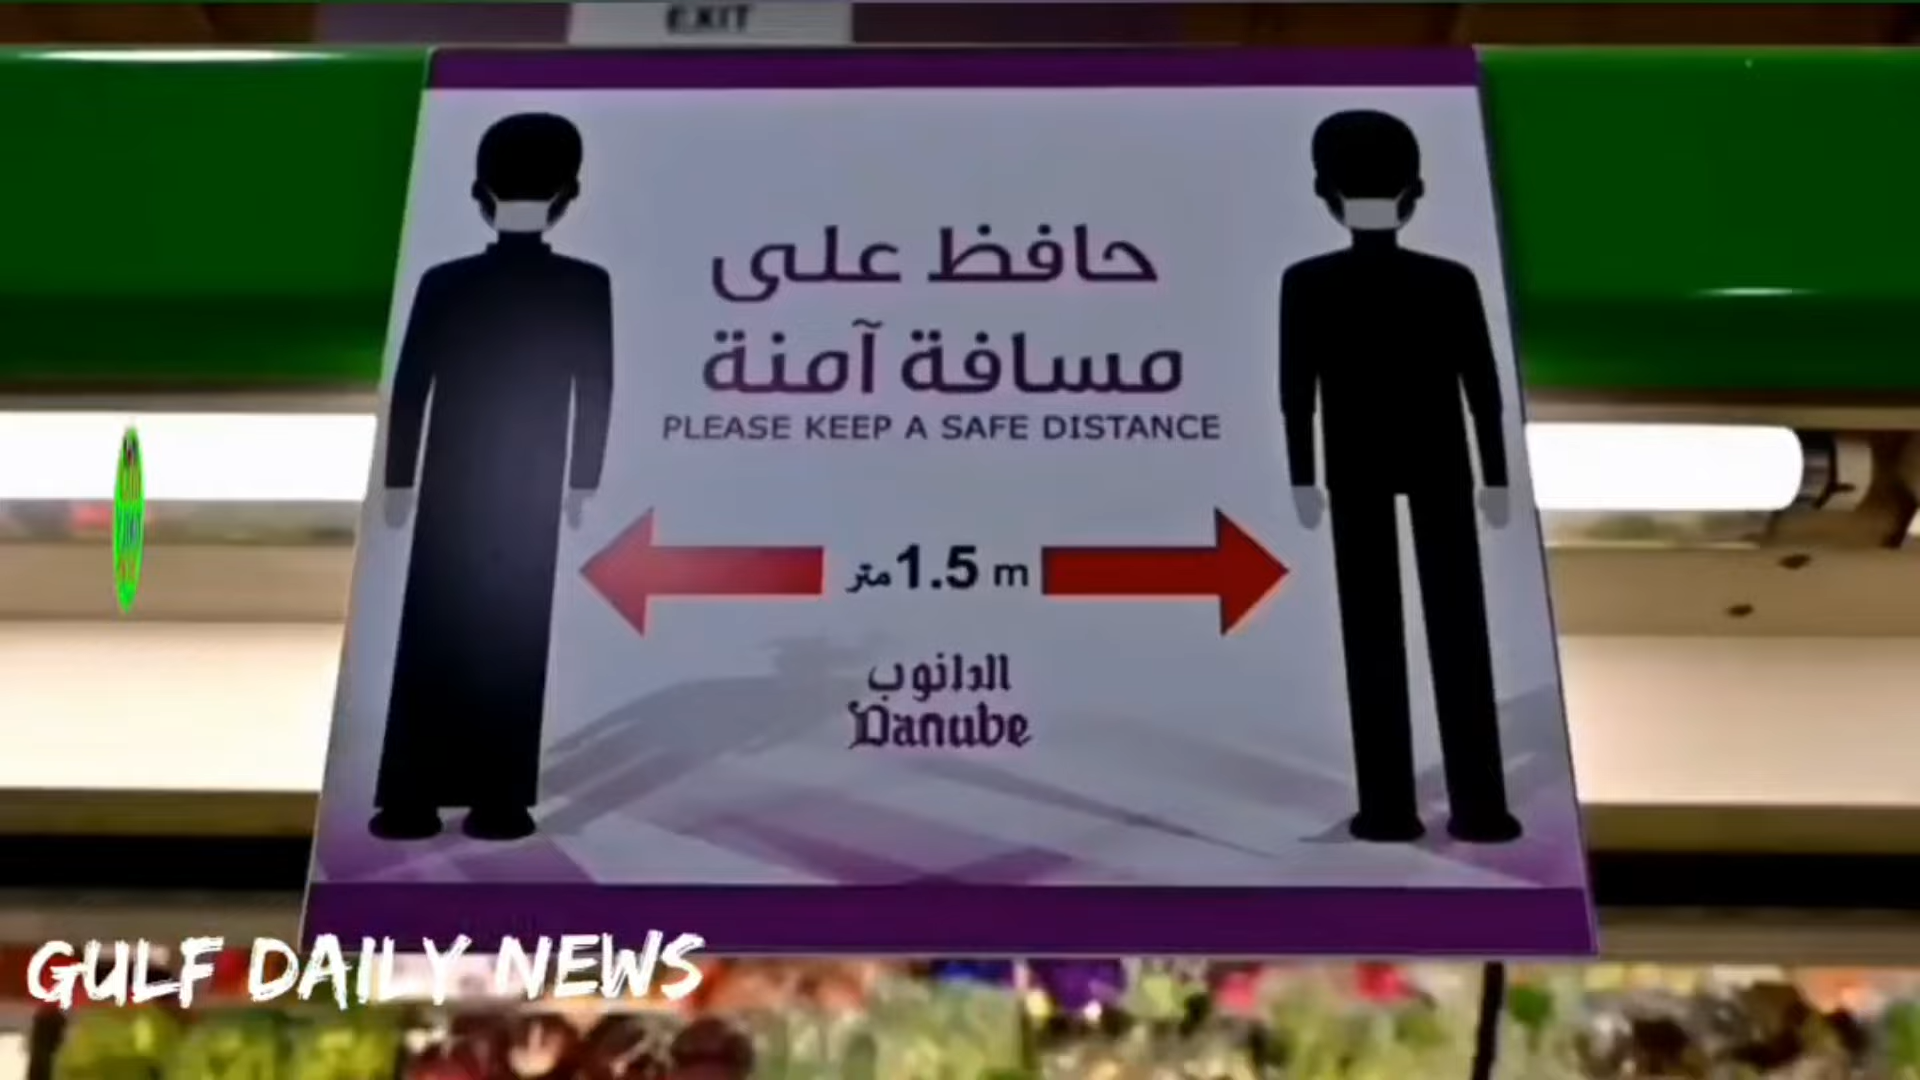 EXIT
حافظ على
مسافة آمنة
PLEASE KEEP A SAFE DISTANCE
1.5 m متر
الدانوب
Danube
GULF DAILY NEWS